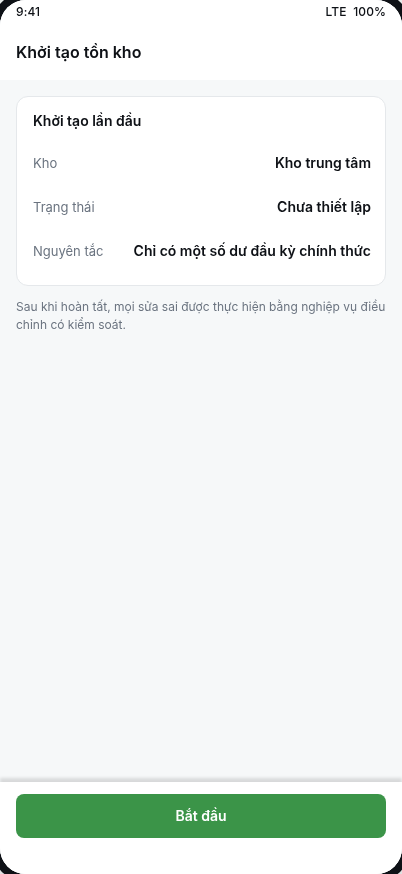 9:41 LTE 100%
Khởi tạo tồn kho
Khởi tạo lần đầu
Kho Kho trung tâm
Trạng thái Chưa thiết lập
Nguyên tắc Chỉ có một số dư đầu kỳ chính thức
Sau khi hoàn tất, mọi sửa sai được thực hiện bằng nghiệp vụ điều
chỉnh có kiểm soát.
Bắt đầu